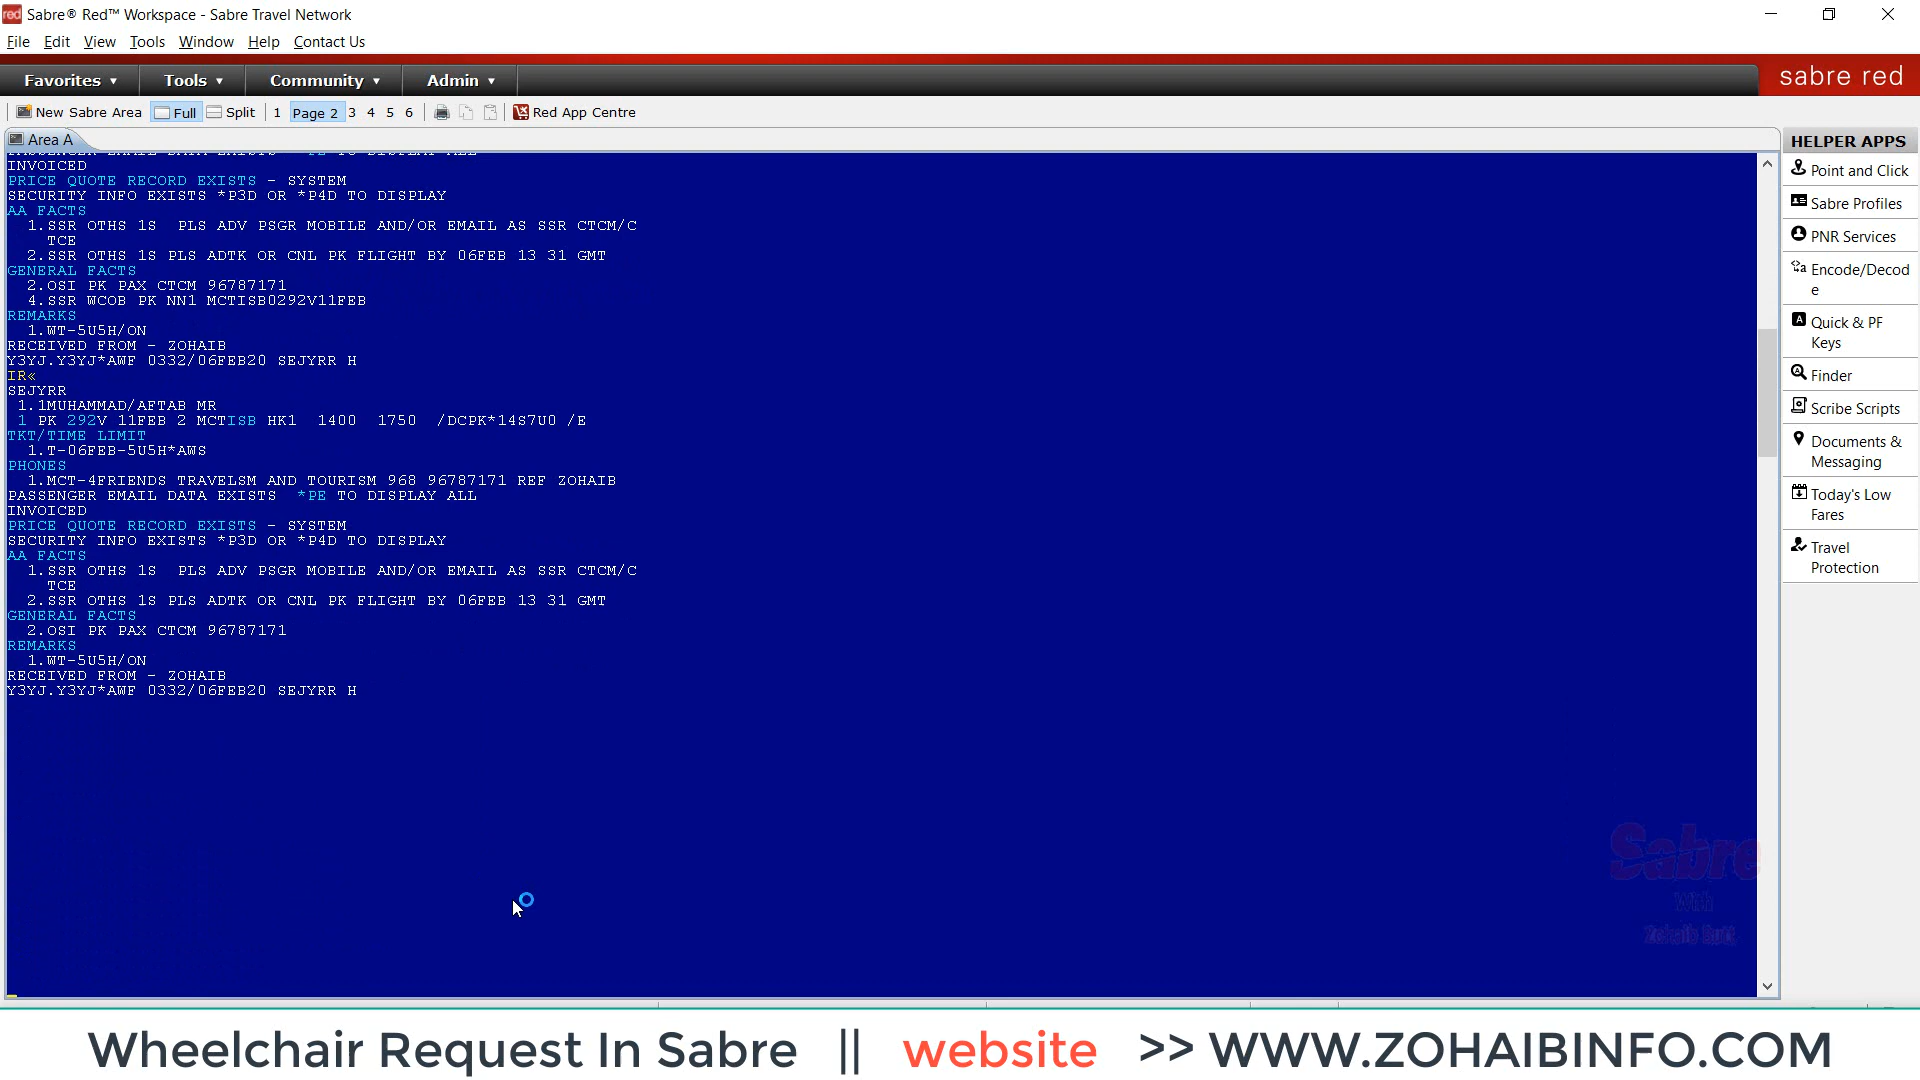 red Sabre® Red™ Workspace - Sabre Travel Network
File Edit View Tools Window Help Contact Us
Favorites Tools Community Admin sabre red
New Sabre Area Full Split 1 Page 2 3 4 5 6 Red App Centre
Area A
PASSENGER EMAIL DATA EXISTS *PE TO DISPLAY ALL
INVOICED
PRICE QUOTE RECORD EXISTS - SYSTEM
SECURITY INFO EXISTS *P3D OR *P4D TO DISPLAY
AA FACTS
1.SSR OTHS 1S PLS ADV PSGR MOBILE AND/OR EMAIL AS SSR CTCM/C
TCE
2.SSR OTHS 1S PLS ADTK OR CNL PK FLIGHT BY 06FEB 13 31 GMT
GENERAL FACTS
2.OSI PK PAX CTCM 96787171
4.SSR WCOB PK NN1 MCTISB0292V11FEB
REMARKS
1.WT-5U5H/ON
RECEIVED FROM - ZOHAIB
Y3YJ.Y3YJ*AWF 0332/06FEB20 SEJYRR H
IR«
SEJYRR
1.1MUHAMMAD/AFTAB MR
1 PK 292V 11FEB 2 MCTISB HK1 1400 1750 /DCPK*14S7U0 /E
TKT/TIME LIMIT
1.T-06FEB-5U5H*AWS
PHONES
1.MCT-4FRIENDS TRAVELSM AND TOURISM 968 96787171 REF ZOHAIB
PASSENGER EMAIL DATA EXISTS *PE TO DISPLAY ALL
INVOICED
PRICE QUOTE RECORD EXISTS - SYSTEM
SECURITY INFO EXISTS *P3D OR *P4D TO DISPLAY
AA FACTS
1.SSR OTHS 1S PLS ADV PSGR MOBILE AND/OR EMAIL AS SSR CTCM/C
TCE
2.SSR OTHS 1S PLS ADTK OR CNL PK FLIGHT BY 06FEB 13 31 GMT
GENERAL FACTS
2.OSI PK PAX CTCM 96787171
REMARKS
1.WT-5U5H/ON
RECEIVED FROM - ZOHAIB
Y3YJ.Y3YJ*AWF 0332/06FEB20 SEJYRR H
HELPER APPS
Point and Click
Sabre Profiles
PNR Services
Encode/Decod
e
Quick & PF
Keys
Finder
Scribe Scripts
Documents &
Messaging
Today's Low
Fares
Travel
Protection
Sabre
With
Zohaib Butt
Wheelchair Request In Sabre || website >> WWW.ZOHAIBINFO.COM